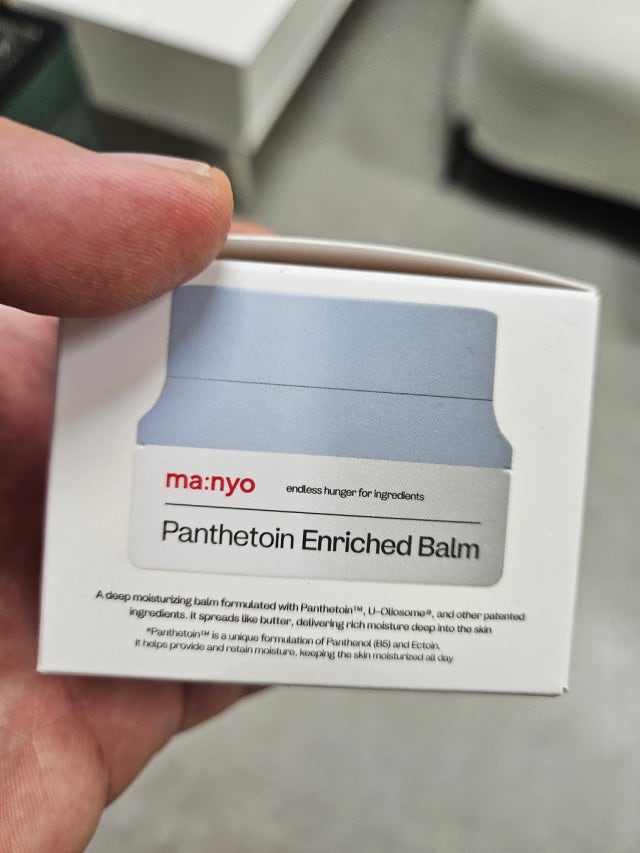 ma:nyo endless hunger for ingredients
Panthetoin Enriched Balm
A deep moisturizing balm formulated with Panthetoin™, U-Oliosome®, and other patented
ingredients. It spreads like butter, delivering rich moisture deep into the skin
*Panthetoin™ is a unique formulation of Panthenol (B5) and Ectoin.
It helps provide and retain moisture, keeping the skin moisturized all day